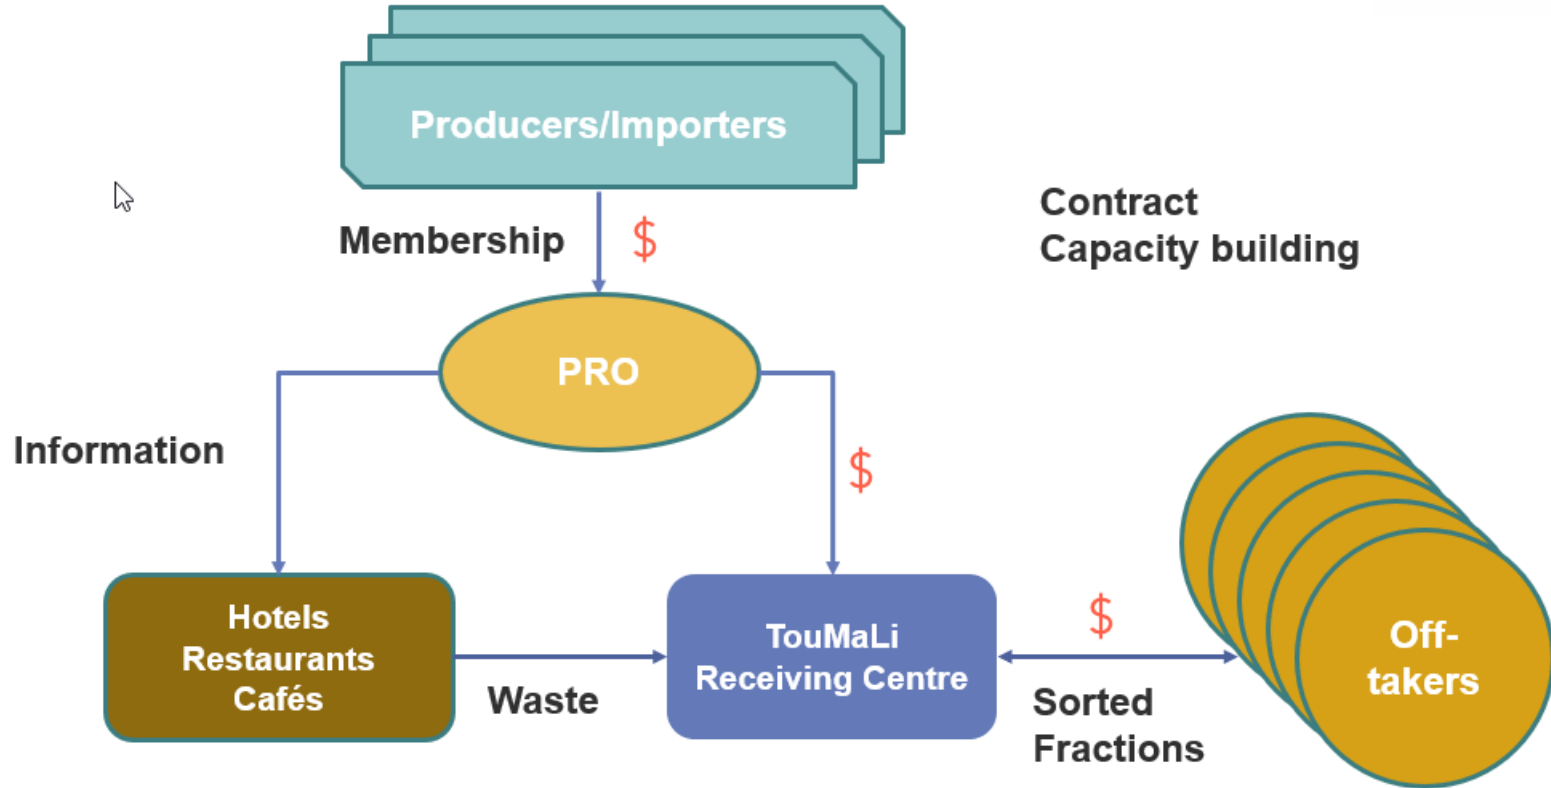 Producers/Importers
Membership
$
Contract
Capacity building
PRO
Information
$
Hotels
Restaurants
Cafés
Waste
TouMaLi
Receiving Centre
$
Sorted
Fractions
Off-
takers